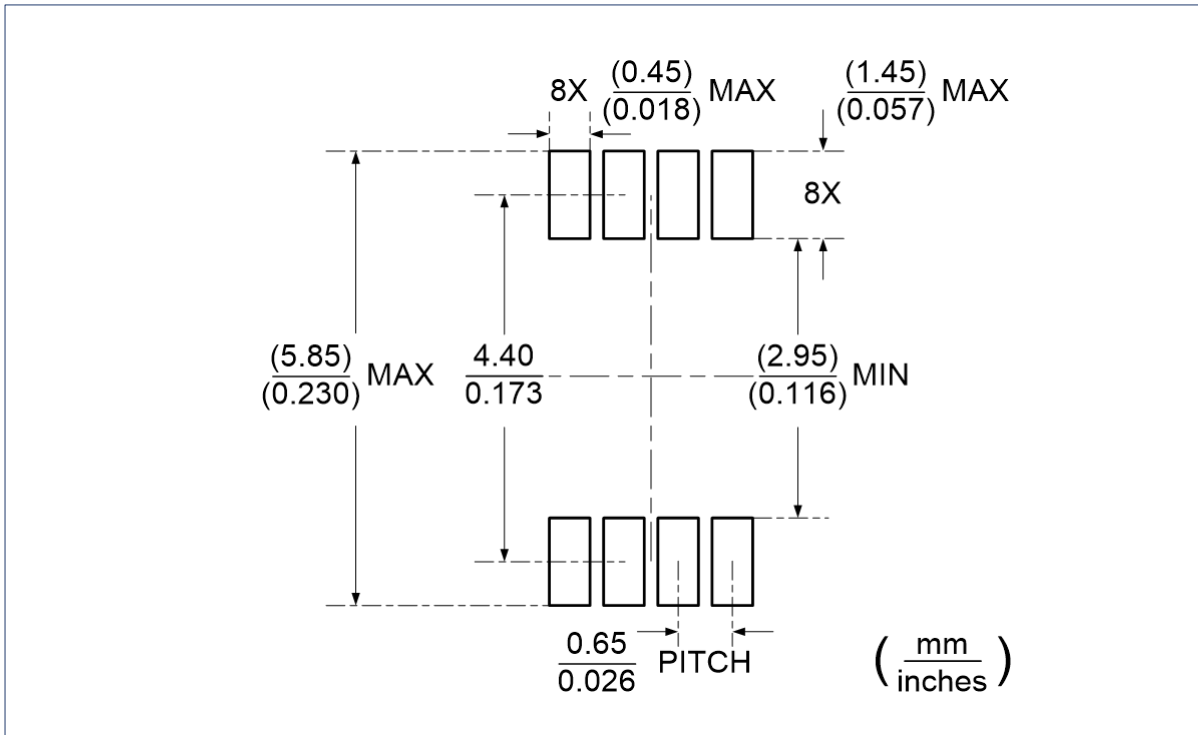 8X (0.45) MAX
(0.018)
(1.45) MAX
(0.057)
8X
(5.85) MAX
(0.230)
4.40
0.173
(2.95) MIN
(0.116)
0.65 PITCH
0.026
( mm )
inches